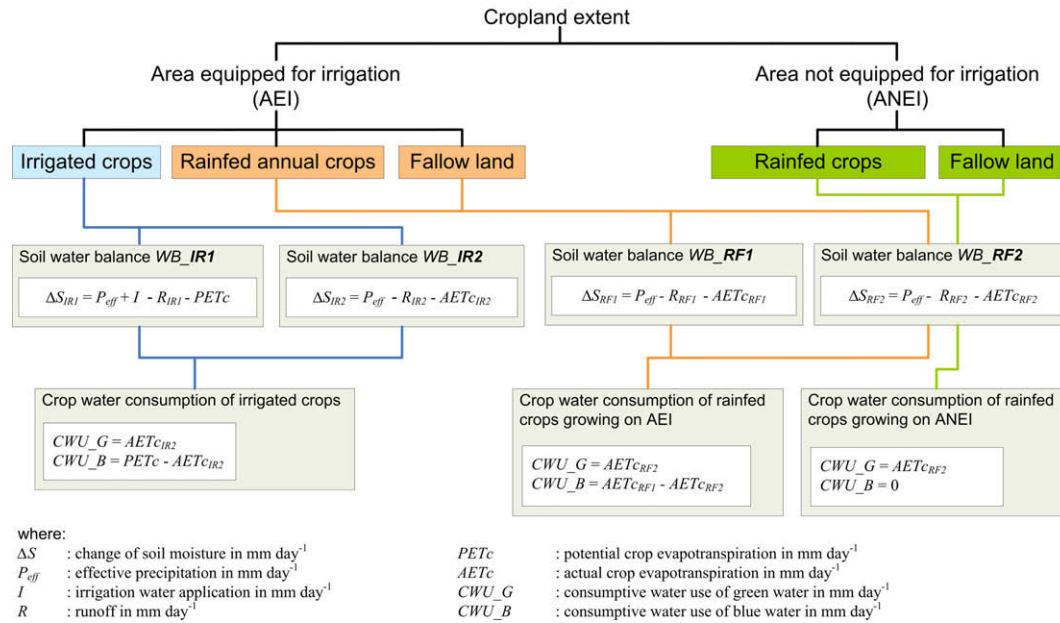 Cropland extent
Area equipped for irrigation
(AEI)
Area not equipped for irrigation
(ANEI)
Irrigated crops
Rainfed annual crops
Fallow land
Rainfed crops
Fallow land
Soil water balance WB_IR1
ΔS_IR1 = P_eff + I - R_IR1 - PETc
Soil water balance WB_IR2
ΔS_IR2 = P_eff - R_IR2 - AETc_IR2
Soil water balance WB_RF1
ΔS_RF1 = P_eff - R_RF1 - AETc_RF1
Soil water balance WB_RF2
ΔS_RF2 = P_eff - R_RF2 - AETc_RF2
Crop water consumption of irrigated crops
CWU_G = AETc_IR2
CWU_B = PETc - AETc_IR2
Crop water consumption of rainfed
crops growing on AEI
CWU_G = AETc_RF2
CWU_B = AETc_RF1 - AETc_RF2
Crop water consumption of rainfed
crops growing on ANEI
CWU_G = AETc_RF2
CWU_B = 0
where:
ΔS : change of soil moisture in mm day⁻¹
P_eff : effective precipitation in mm day⁻¹
I : irrigation water application in mm day⁻¹
R : runoff in mm day⁻¹
PETc : potential crop evapotranspiration in mm day⁻¹
AETc : actual crop evapotranspiration in mm day⁻¹
CWU_G : consumptive water use of green water in mm day⁻¹
CWU_B : consumptive water use of blue water in mm day⁻¹